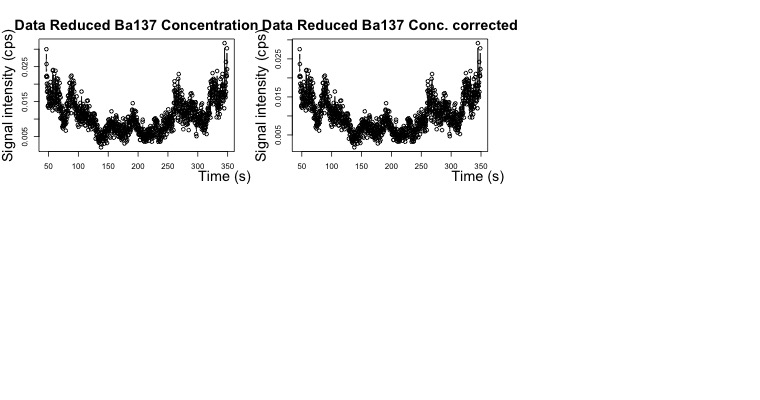 Data Reduced Ba137 Concentration
Signal intensity (cps)
0.005 0.015 0.025
50 100 150 200 250 300 350
Time (s)
Data Reduced Ba137 Conc. corrected
Signal intensity (cps)
0.005 0.015 0.025
50 100 150 200 250 300 350
Time (s)